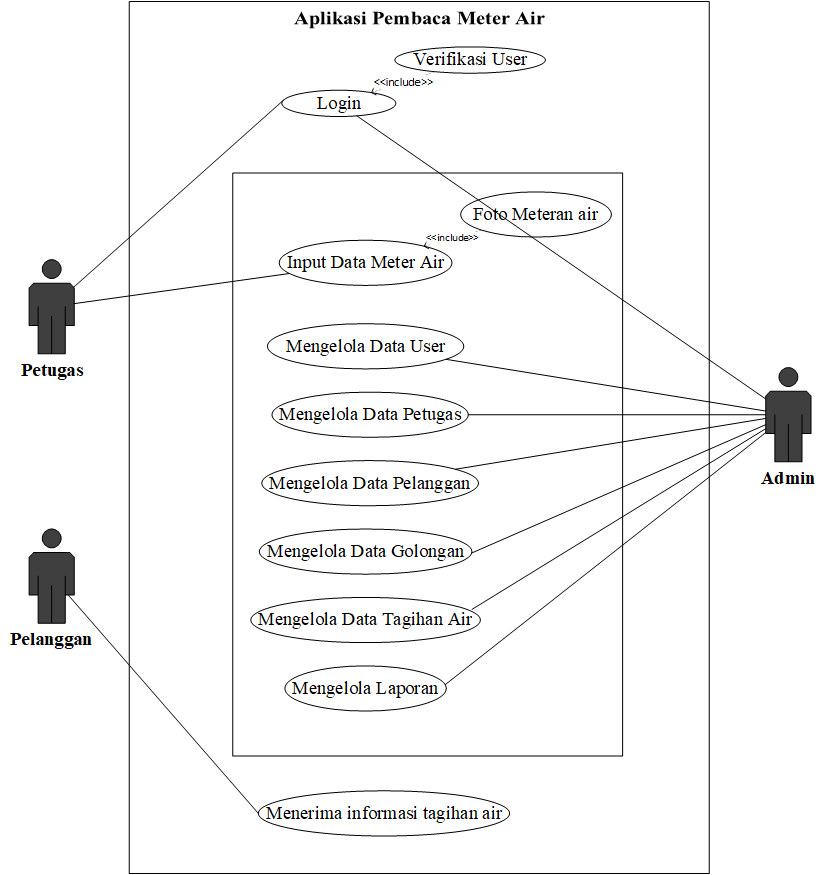 Aplikasi Pembaca Meter Air
Verifikasi User
<<include>>
Login
Foto Meteran air
<<include>>
Input Data Meter Air
Petugas
Mengelola Data User
Mengelola Data Petugas
Admin
Mengelola Data Pelanggan
Mengelola Data Golongan
Mengelola Data Tagihan Air
Pelanggan
Mengelola Laporan
Menerima informasi tagihan air